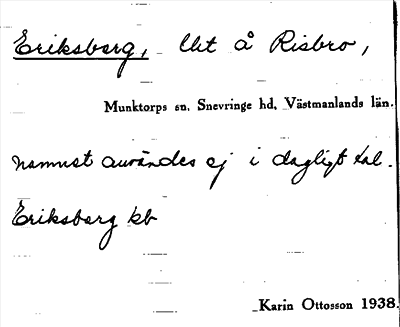 Eriksberg, lht å Risbro,
Munktorps sn. Snevringe hd, Västmanlands län.
namnet användes ej i dagligt tal.
Eriksberg kb
Karin Ottosson 1938.